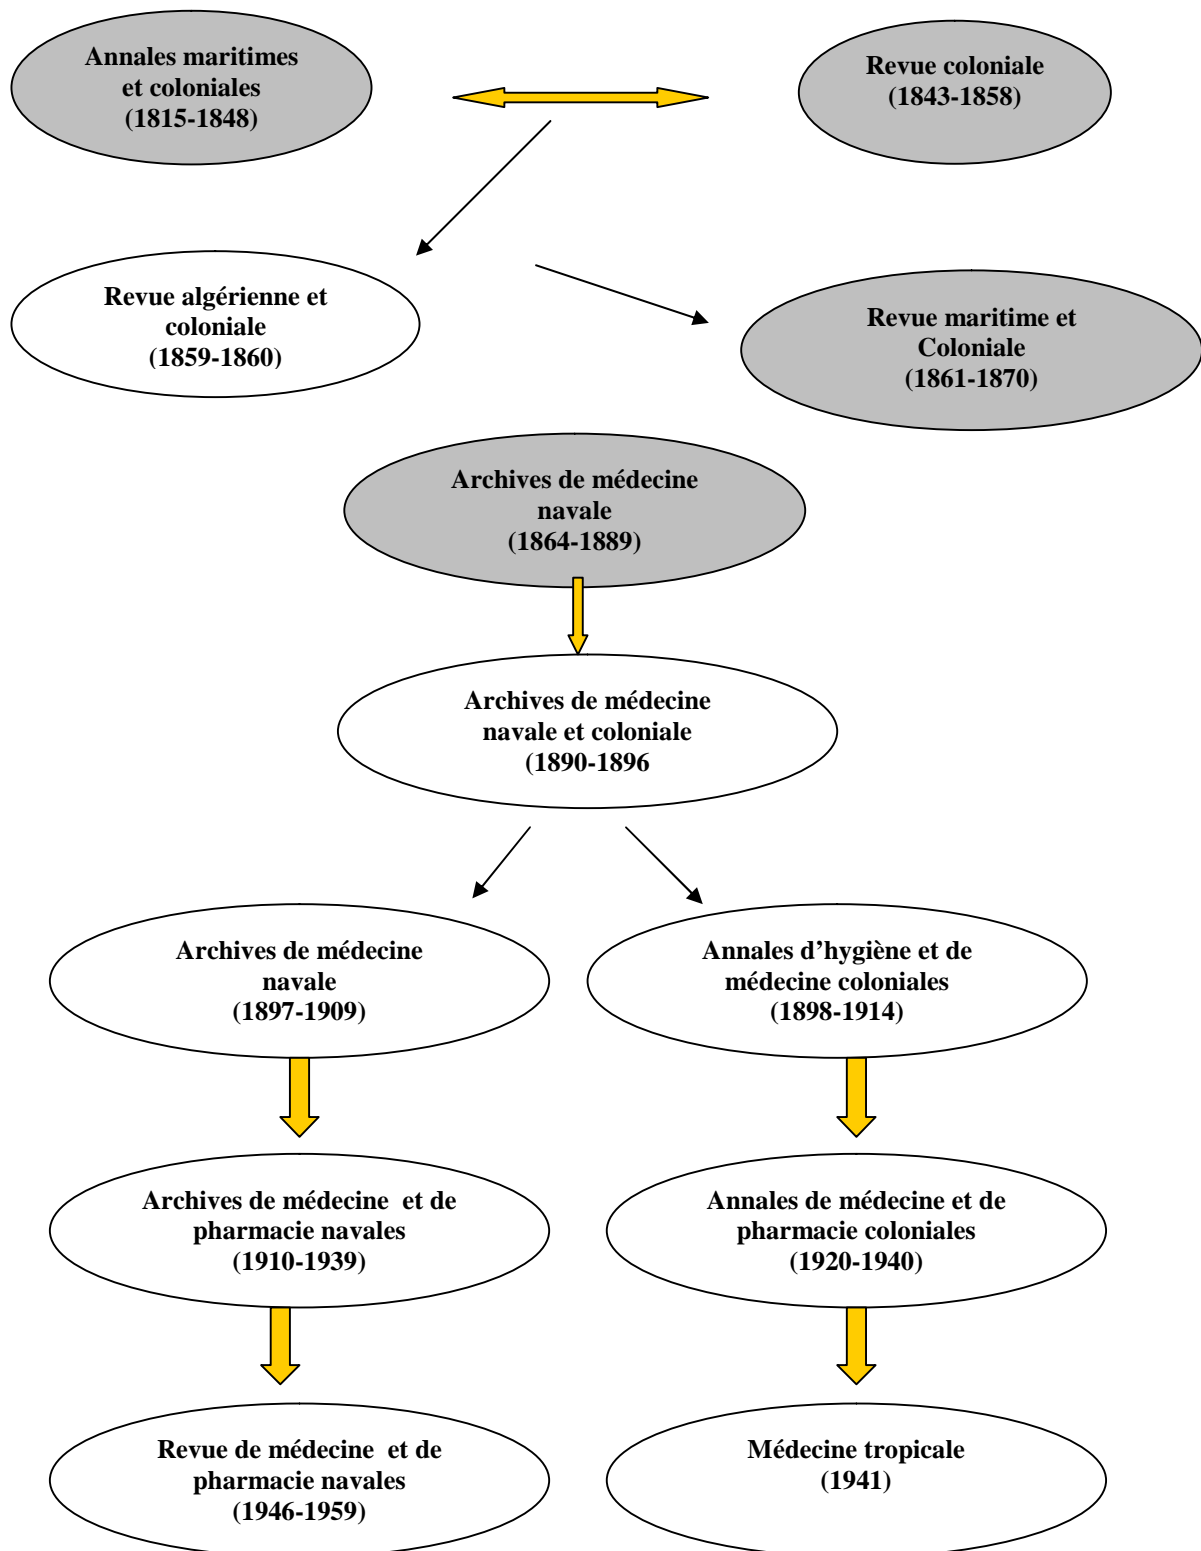 Annales maritimes
et coloniales
(1815-1848)
Revue coloniale
(1843-1858)
Revue algérienne et
coloniale
(1859-1860)
Revue maritime et
Coloniale
(1861-1870)
Archives de médecine
navale
(1864-1889)
Archives de médecine
navale et coloniale
(1890-1896
Archives de médecine
navale
(1897-1909)
Annales d’hygiène et de
médecine coloniales
(1898-1914)
Archives de médecine  et de
pharmacie navales
(1910-1939)
Annales de médecine et de
pharmacie coloniales
(1920-1940)
Revue de médecine  et de
pharmacie navales
(1946-1959)
Médecine tropicale
(1941)